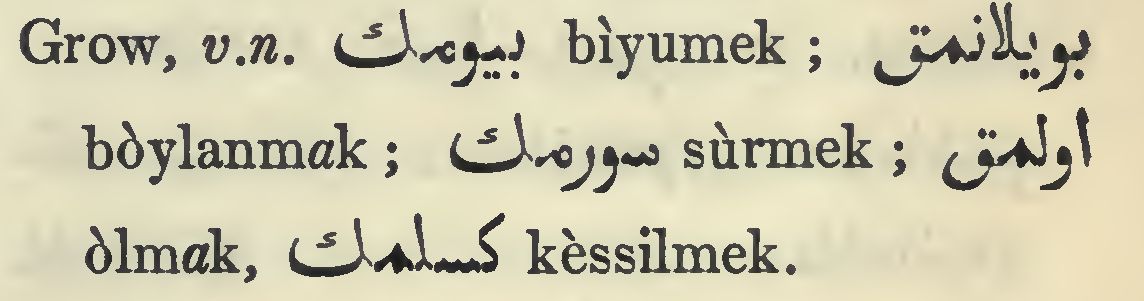 Grow, v.n. بيومك bìyumek ; بويلانمق
bòylanmak ; سورمك sùrmek ; اولمق
òlmak, كسلمك kèssilmek.